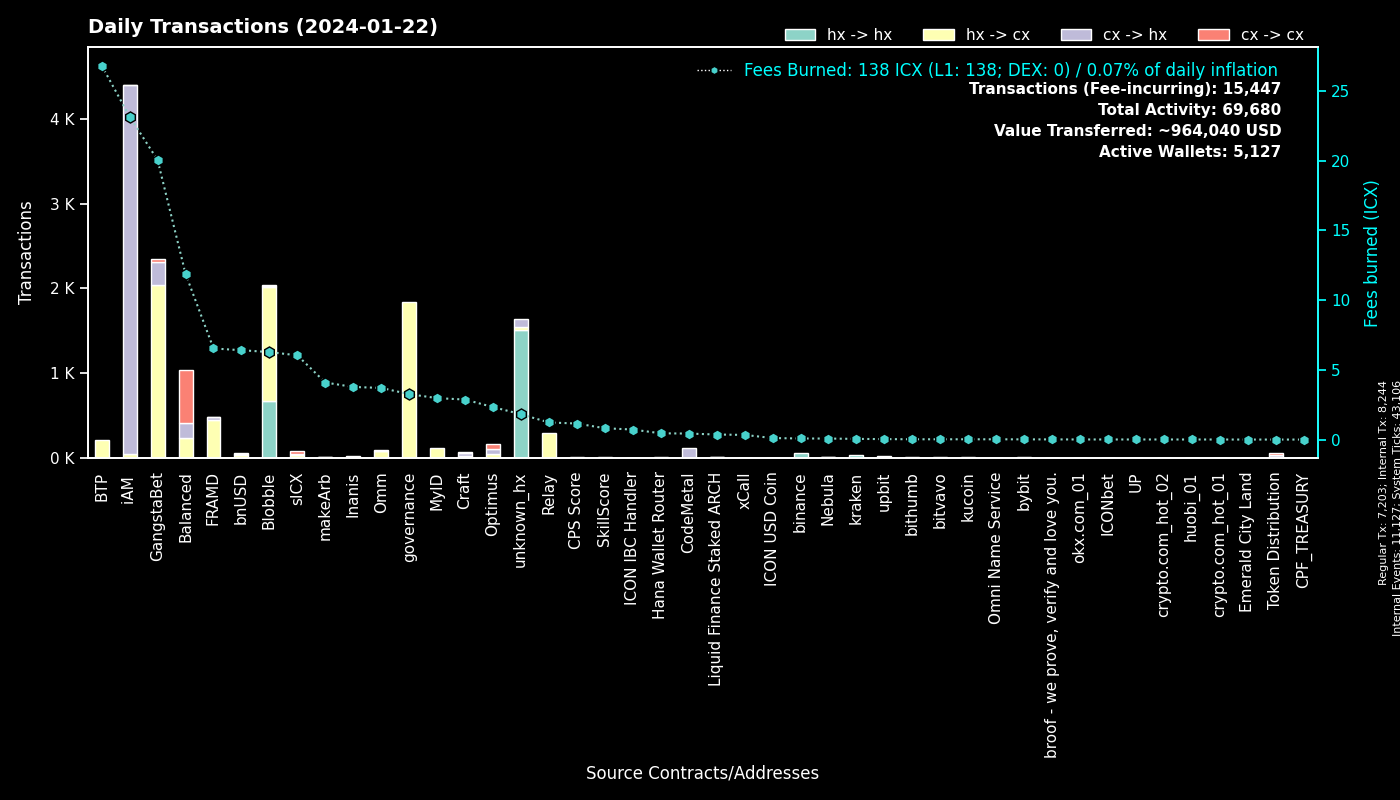 Daily Transactions (2024-01-22)
hx -> hx
hx -> cx
cx -> hx
cx -> cx
Fees Burned: 138 ICX (L1: 138; DEX: 0) / 0.07% of daily inflation
Transactions (Fee-incurring): 15,447
Total Activity: 69,680
Value Transferred: ~964,040 USD
Active Wallets: 5,127
Transactions
4 K
3 K
2 K
1 K
0 K
25
20
15
10
5
0
Fees burned (ICX)
BTP
iAM
GangstaBet
Balanced
FRAMD
bnUSD
Blobble
sICX
makeArb
Inanis
Omm
governance
MyID
Craft
Optimus
unknown_hx
Relay
CPS Score
SkillScore
ICON IBC Handler
Hana Wallet Router
CodeMetal
Liquid Finance Staked ARCH
xCall
ICON USD Coin
binance
Nebula
kraken
upbit
bithumb
bitvavo
kucoin
Omni Name Service
bybit
broof - we prove, verify and love you.
okx.com_01
ICONbet
UP
crypto.com_hot_02
huobi_01
crypto.com_hot_01
Emerald City Land
Token Distribution
CPF_TREASURY
Source Contracts/Addresses
Regular Tx: 7,203; Internal Tx: 8,244
Internal Events: 11,127; System Ticks: 43,106